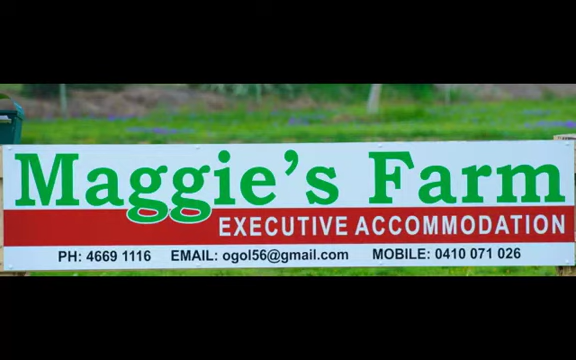 Maggie's Farm
EXECUTIVE ACCOMMODATION
PH: 4669 1116 EMAIL: ogol56@gmail.com MOBILE: 0410 071 026